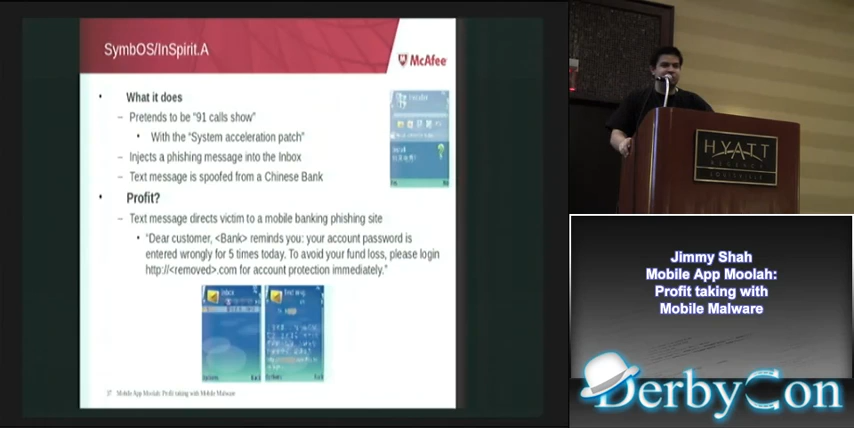 SymbOS/InSpirit.A
McAfee
• What it does
– Pretends to be “91 calls show”
• With the “System acceleration patch”
– Injects a phishing message into the Inbox
– Text message is spoofed from a Chinese Bank
• Profit?
– Text message directs victim to a mobile banking phishing site
• “Dear customer, <Bank> reminds you: your account password is
entered wrongly for 5 times today. To avoid your fund loss, please login
http://<removed>.com for account protection immediately.”
Inbox
37 Mobile App Moolah: Profit taking with Mobile Malware
HYATT
REGENCY
LOUISVILLE
Jimmy Shah
Mobile App Moolah:
Profit taking with
Mobile Malware
DerbyCon